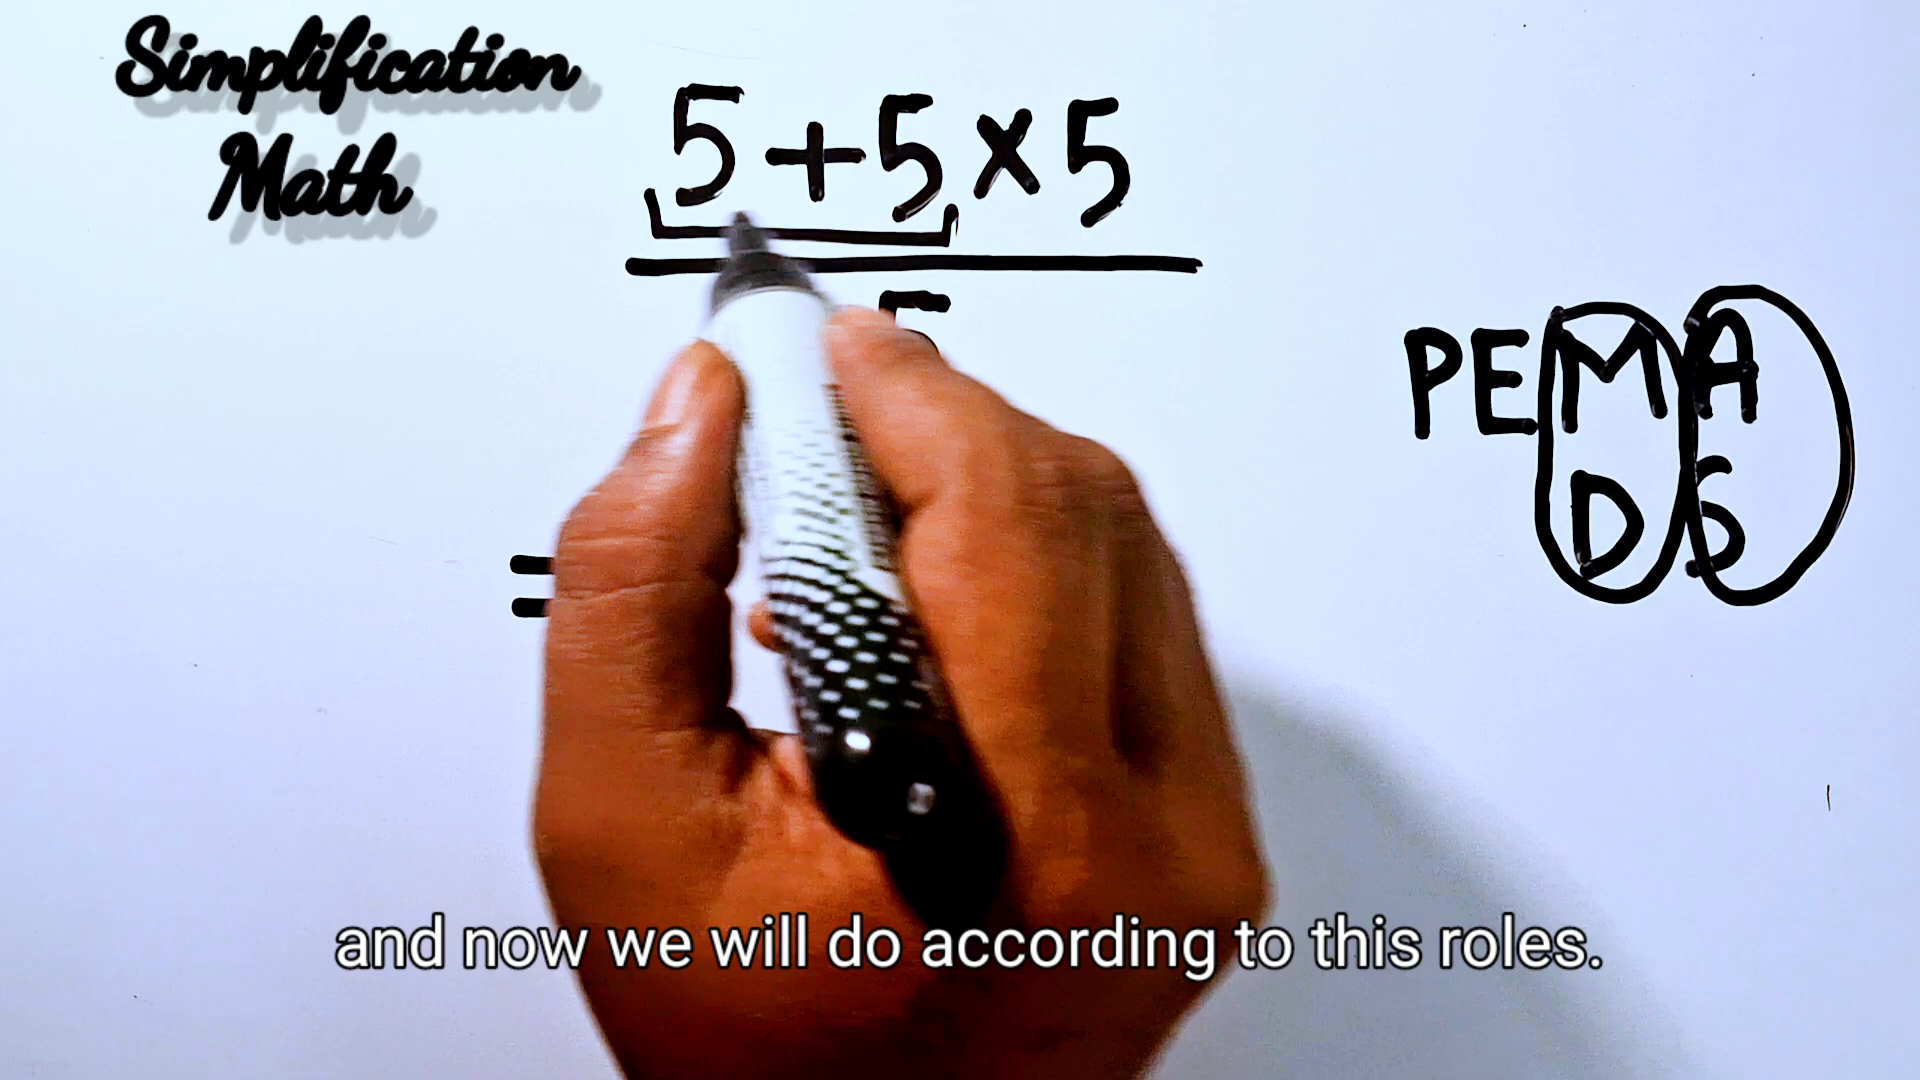 Simplification
Math
5+5×5
5
PEMA
DS
=
and now we will do according to this roles.